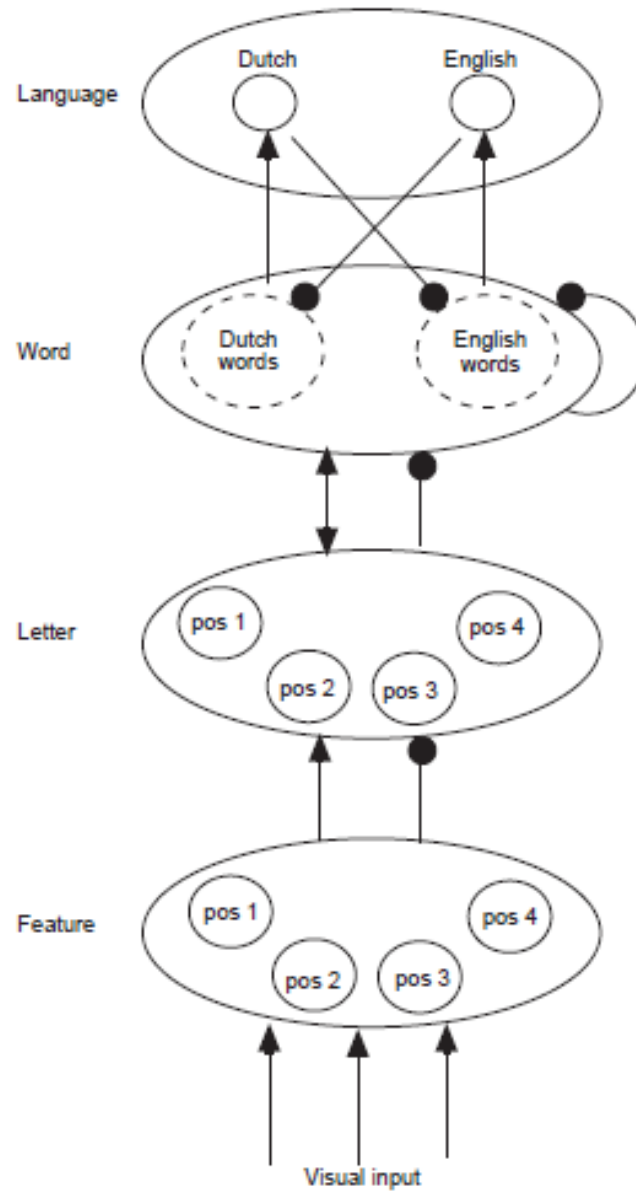 Dutch English
Language
Word
Dutch
words
English
words
Letter
pos 1
pos 2
pos 3
pos 4
Feature
pos 1
pos 2
pos 3
pos 4
Visual input